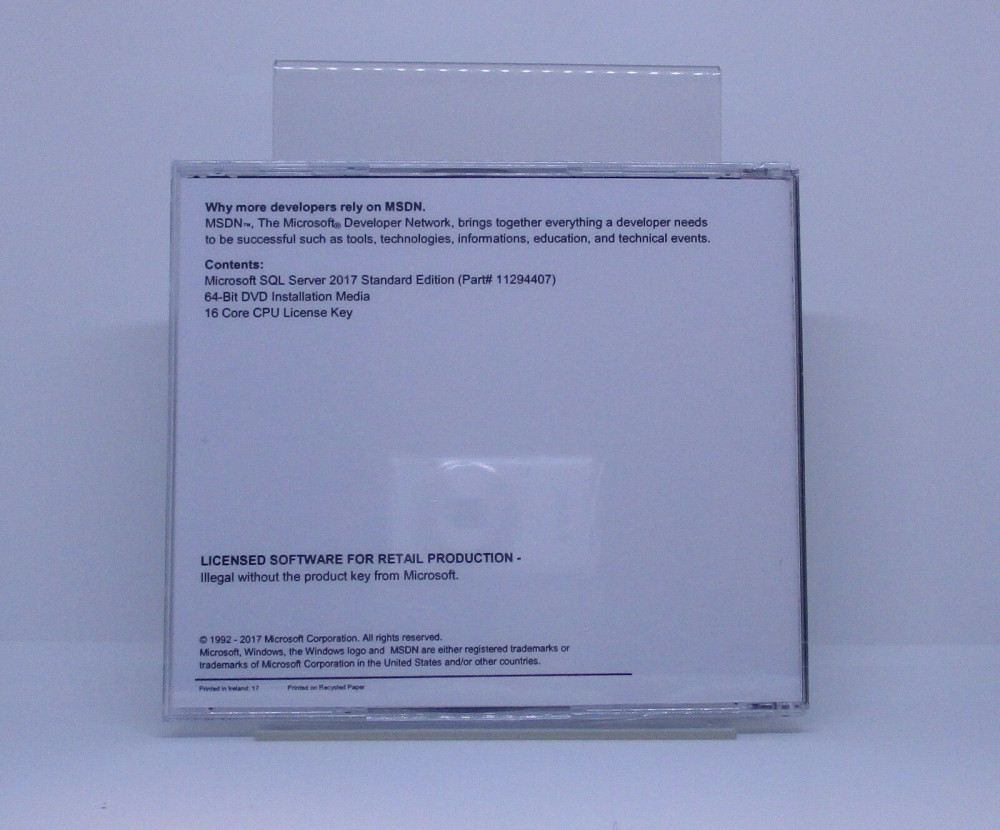 Why more developers rely on MSDN.
MSDN™, The Microsoft® Developer Network, brings together everything a developer needs
to be successful such as tools, technologies, informations, education, and technical events.
Contents:
Microsoft SQL Server 2017 Standard Edition (Part# 11294407)
64-Bit DVD Installation Media
16 Core CPU License Key
LICENSED SOFTWARE FOR RETAIL PRODUCTION -
Illegal without the product key from Microsoft.
© 1992 - 2017 Microsoft Corporation. All rights reserved.
Microsoft, Windows, the Windows logo and MSDN are either registered trademarks or
trademarks of Microsoft Corporation in the United States and/or other countries.
Printed in Ireland: 17 Printed on Recycled Paper